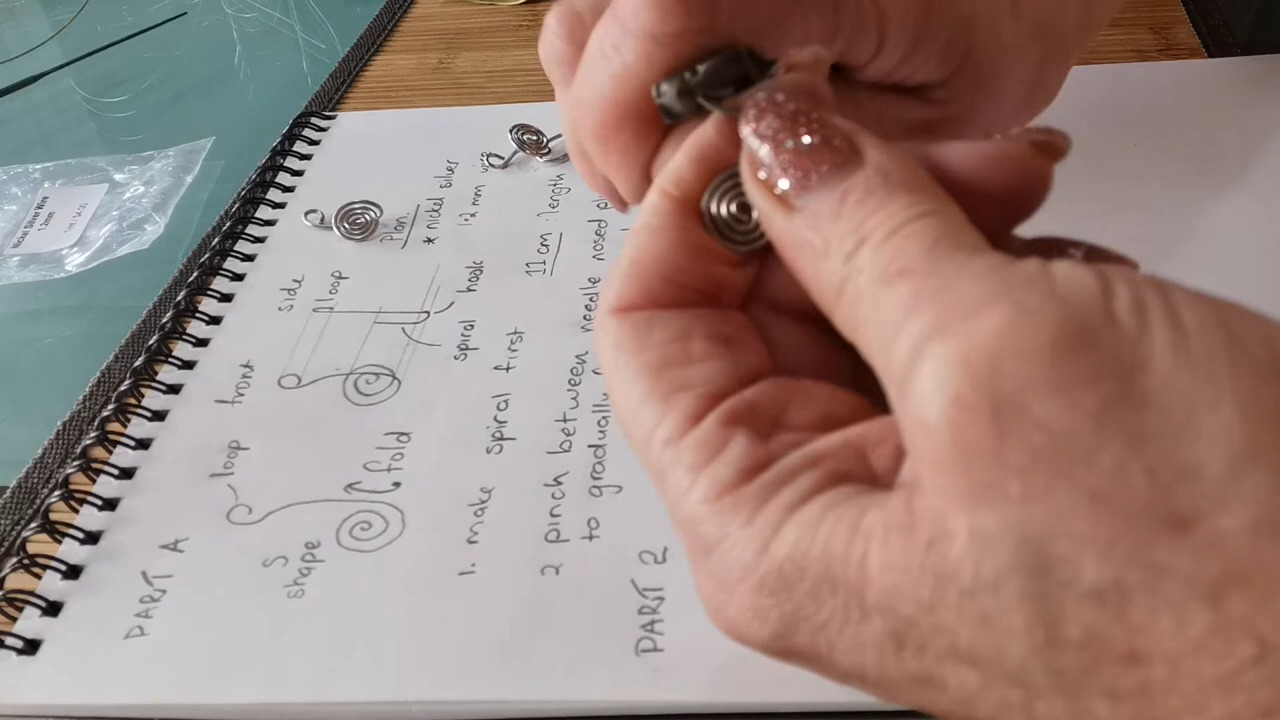 PART A
S
shape
loop
front
side
loop
fold
Plan
* nickel silver
1.2 mm wire
spiral hook
11 cm length
1. make spiral first
2 pinch between needle nosed
to gradually
PART 2
Nickel Silver Wire
1.2mm